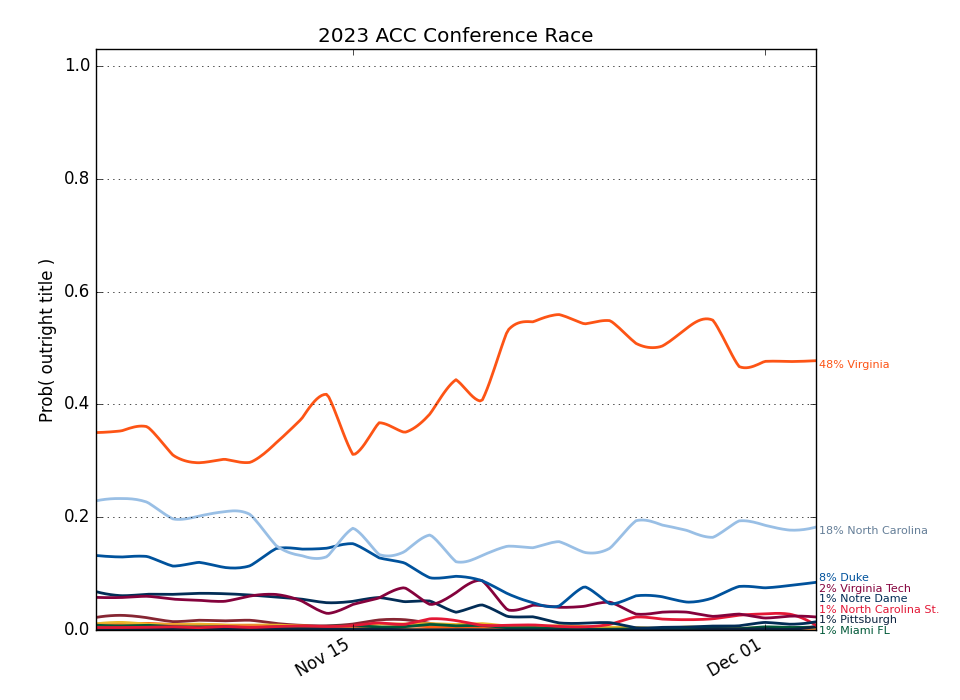 2023 ACC Conference Race
Prob( outright title )
1.0
0.8
0.6
0.4
0.2
0.0
Nov 15
Dec 01
48% Virginia
18% North Carolina
8% Duke
2% Virginia Tech
1% Notre Dame
1% North Carolina St.
1% Pittsburgh
1% Miami FL